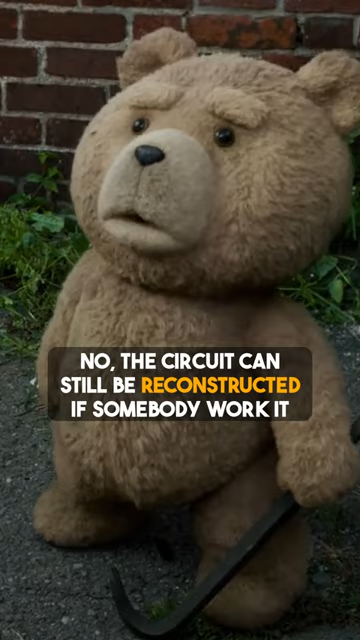 NO, THE CIRCUIT CAN
STILL BE RECONSTRUCTED
IF SOMEBODY WORK IT